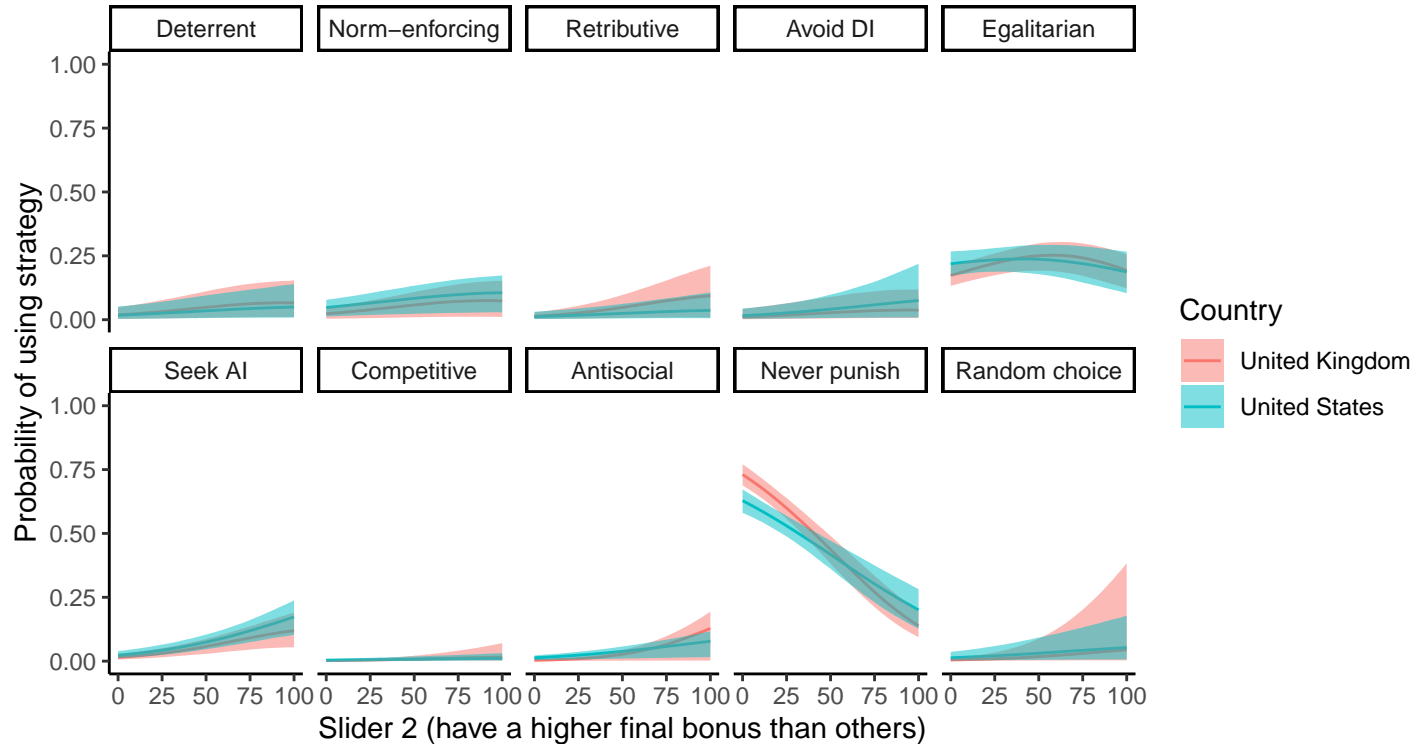 Deterrent Norm−enforcing Retributive Avoid DI Egalitarian
1.00
0.75
0.50
0.25
0.00
Seek AI Competitive Antisocial Never punish Random choice
1.00
0.75
0.50
0.25
0.00
0 25 50 75 100 0 25 50 75 100 0 25 50 75 100 0 25 50 75 100 0 25 50 75 100
Slider 2 (have a higher final bonus than others)
Probability of using strategy
Country
United Kingdom
United States